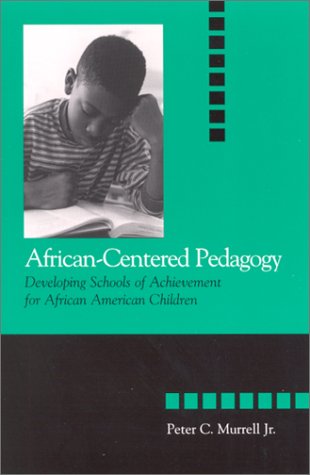 African-Centered Pedagogy
Developing Schools of Achievement
for African American Children
Peter C. Murrell Jr.